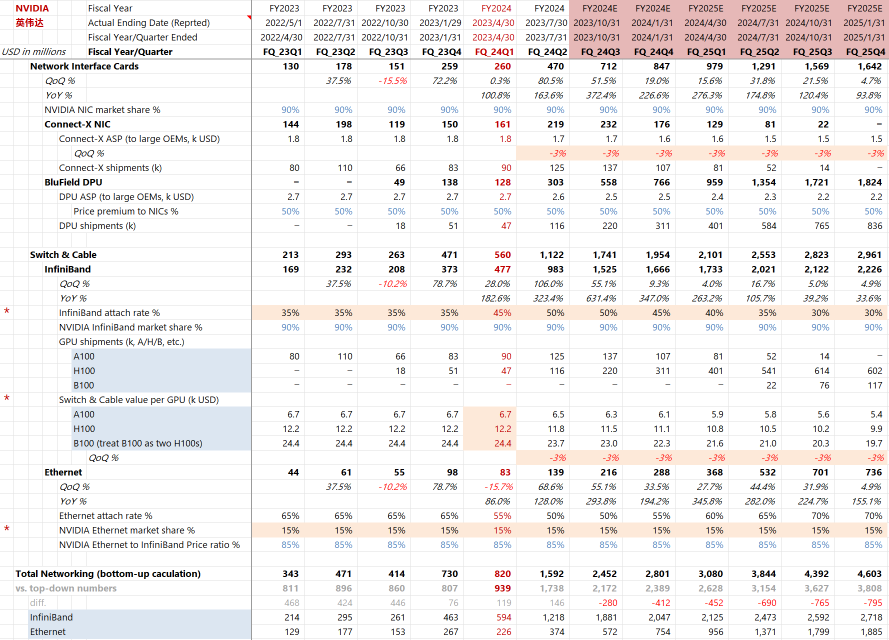 NVIDIA Fiscal Year FY2023 FY2023 FY2023 FY2023 FY2024 FY2024 FY2024E FY2024E FY2025E FY2025E FY2025E FY2025E
英伟达 Actual Ending Date (Reprted) 2022/5/1 2022/7/31 2022/10/30 2023/1/29 2023/4/30 2023/7/30 2023/10/31 2024/1/31 2024/4/30 2024/7/31 2024/10/31 2025/1/31
Fiscal Year/Quarter Ended 2022/4/30 2022/7/31 2022/10/31 2023/1/31 2023/4/30 2023/7/31 2023/10/31 2024/1/31 2024/4/30 2024/7/31 2024/10/31 2025/1/31
USD in millions Fiscal Year/Quarter FQ_23Q1 FQ_23Q2 FQ_23Q3 FQ_23Q4 FQ_24Q1 FQ_24Q2 FQ_24Q3 FQ_24Q4 FQ_25Q1 FQ_25Q2 FQ_25Q3 FQ_25Q4
Network Interface Cards 130 178 151 259 260 470 712 847 979 1,291 1,569 1,642
QoQ % 37.5% -15.5% 72.2% 0.3% 80.5% 51.5% 19.0% 15.6% 31.8% 21.5% 4.7%
YoY % 100.8% 163.6% 372.4% 226.6% 276.3% 174.8% 120.4% 93.8%
NVIDIA NIC market share % 90% 90% 90% 90% 90% 90% 90% 90% 90% 90% 90% 90%
Connect-X NIC 144 198 119 150 161 219 232 176 129 81 22 –
Connect-X ASP (to large OEMs, k USD) 1.8 1.8 1.8 1.8 1.8 1.7 1.7 1.6 1.6 1.5 1.5 1.5
QoQ % -3% -3% -3% -3% -3% -3% -3%
Connect-X shipments (k) 80 110 66 83 90 125 137 107 81 52 14 –
BlueField DPU – – 49 138 128 303 558 766 959 1,354 1,721 1,824
DPU ASP (to large OEMs, k USD) 2.7 2.7 2.7 2.7 2.7 2.6 2.5 2.5 2.4 2.3 2.2 2.2
Price premium to NICs % 50% 50% 50% 50% 50% 50% 50% 50% 50% 50% 50% 50%
DPU shipments (k) – – 18 51 47 116 220 311 401 584 765 836
Switch & Cable 213 293 263 471 560 1,122 1,741 1,954 2,101 2,553 2,823 2,961
InfiniBand 169 232 208 373 477 983 1,525 1,666 1,733 2,021 2,122 2,226
QoQ % 37.5% -10.2% 78.7% 28.0% 106.0% 55.1% 9.3% 4.0% 16.7% 5.0% 4.9%
YoY % 182.6% 323.4% 631.4% 347.0% 263.2% 105.7% 39.2% 33.6%
* InfiniBand attach rate % 35% 35% 35% 35% 45% 50% 50% 45% 40% 35% 30% 30%
NVIDIA InfiniBand market share % 90% 90% 90% 90% 90% 90% 90% 90% 90% 90% 90% 90%
GPU shipments (k, A/H/B, etc.)
A100 80 110 66 83 90 125 137 107 81 52 14 –
H100 – – 18 51 47 116 220 311 401 541 614 602
B100 – – – – – – – – – 22 76 117
* Switch & Cable value per GPU (k USD)
A100 6.7 6.7 6.7 6.7 6.7 6.5 6.3 6.1 5.9 5.8 5.6 5.4
H100 12.2 12.2 12.2 12.2 12.2 11.8 11.5 11.1 10.8 10.5 10.2 9.9
B100 (treat B100 as two H100s) 24.4 24.4 24.4 24.4 24.4 23.7 23.0 22.3 21.6 21.0 20.3 19.7
QoQ % -3% -3% -3% -3% -3% -3% -3%
Ethernet 44 61 55 98 83 139 216 288 368 532 701 736
QoQ % 37.5% -10.2% 78.7% -15.7% 68.6% 55.1% 33.5% 27.7% 44.4% 31.9% 4.9%
YoY % 86.0% 128.0% 293.8% 194.2% 345.8% 282.0% 224.7% 155.1%
Ethernet attach rate % 65% 65% 65% 65% 55% 50% 50% 55% 60% 65% 70% 70%
* NVIDIA Ethernet market share % 15% 15% 15% 15% 15% 15% 15% 15% 15% 15% 15% 15%
NVIDIA Ethernet to InfiniBand Price ratio % 85% 85% 85% 85% 85% 85% 85% 85% 85% 85% 85% 85%
Total Networking (bottom-up caculation) 343 471 414 730 820 1,592 2,452 2,801 3,080 3,844 4,392 4,603
vs. top-down numbers 811 896 860 807 939 1,738 2,172 2,389 2,628 3,154 3,627 3,808
diff. 468 424 446 76 119 146 -280 -412 -452 -690 -765 -795
InfiniBand 214 295 261 463 594 1,218 1,881 2,047 2,125 2,473 2,592 2,718
Ethernet 129 177 153 267 226 374 572 754 956 1,371 1,799 1,885